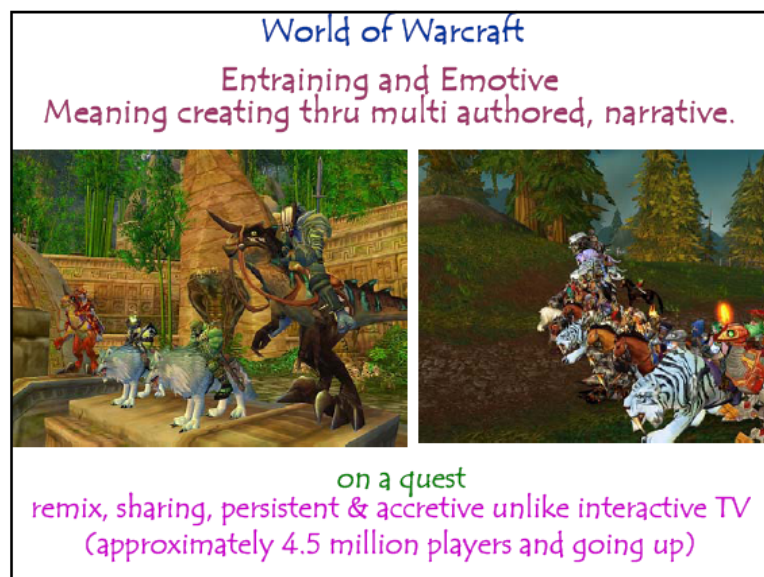 World of Warcraft
Entraining and Emotive
Meaning creating thru multi authored, narrative.
on a quest
remix, sharing, persistent & accretive unlike interactive TV
(approximately 4.5 million players and going up)